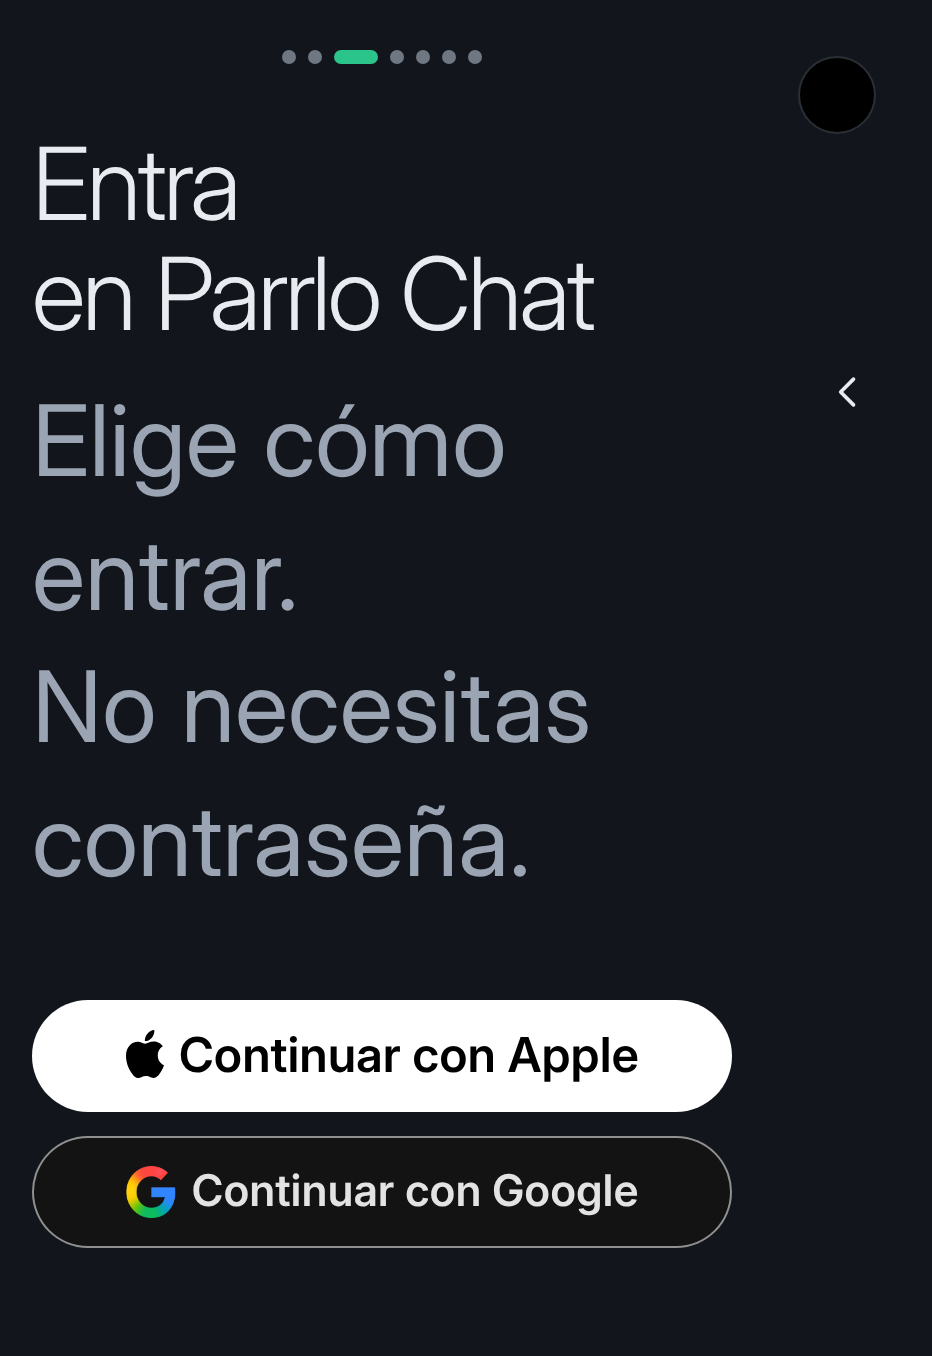 Entra
en Parrlo Chat
Elige cómo
entrar.
No necesitas
contraseña.
Continuar con Apple
Continuar con Google